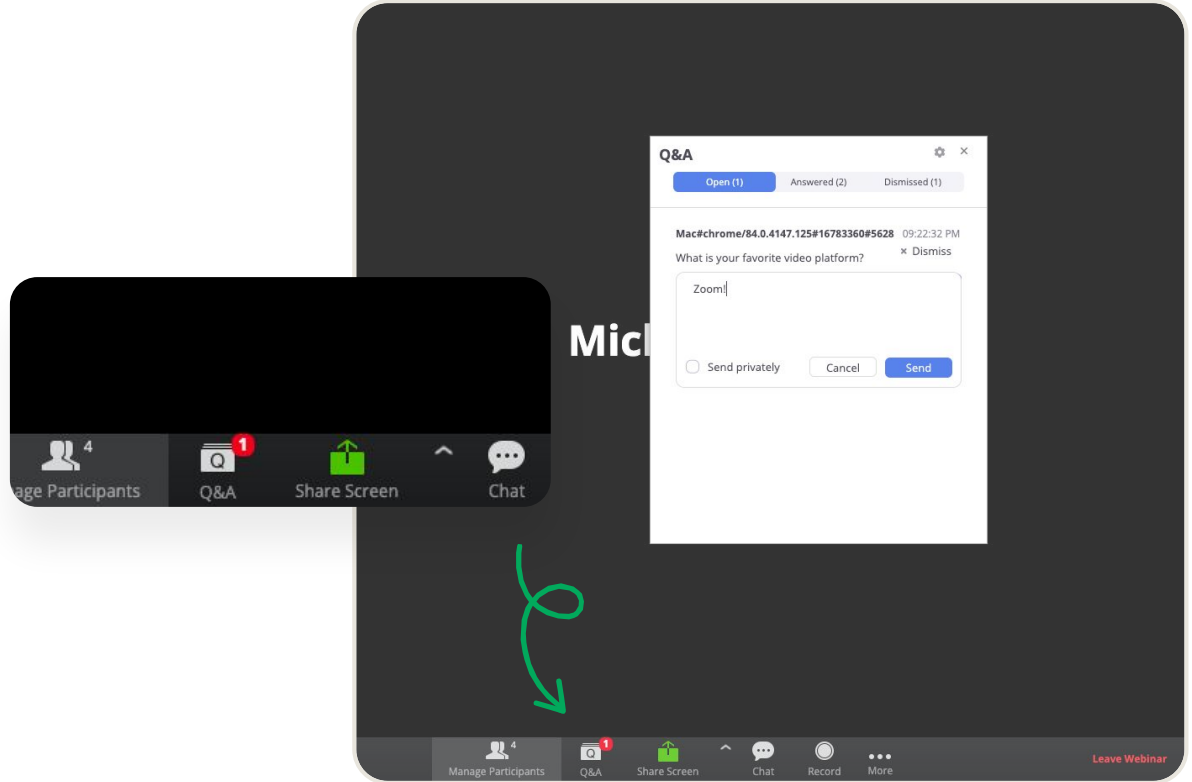 Q&A
Open (1) Answered (2) Dismissed (1)
Mac#chrome/84.0.4147.125#16783360#5628 09:22:32 PM
× Dismiss
What is your favorite video platform?
Zoom!
Send privately Cancel Send
4 1
age Participants Q Q&A Share Screen Chat
4 1
Manage Participants Q Q&A Share Screen Chat Record More Leave Webinar